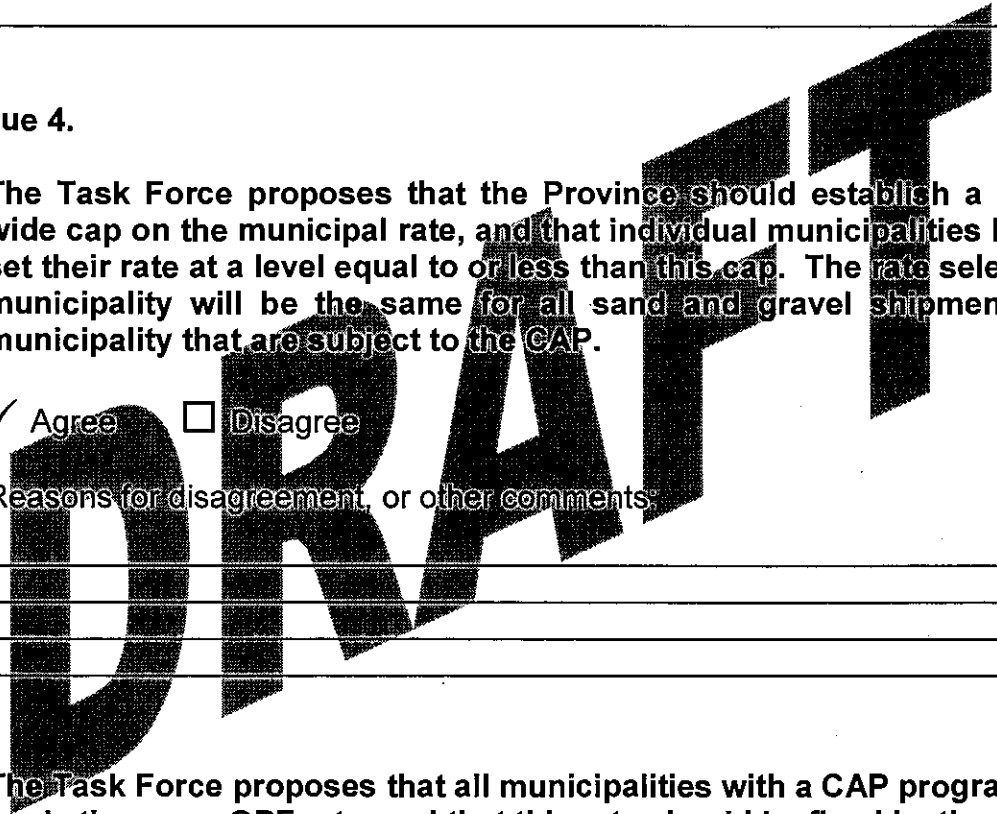 ue 4.
The Task Force proposes that the Province should establish a
wide cap on the municipal rate, and that individual municipalities
set their rate at a level equal to or less than this cap. The rate sele
municipality will be the same for all sand and gravel shipmen
municipality that are subject to the CAP.
✓ Agree ☐ Disagree
Reasons for disagreement, or other comments:
DRAFT
The Task Force proposes that all municipalities with a CAP progra